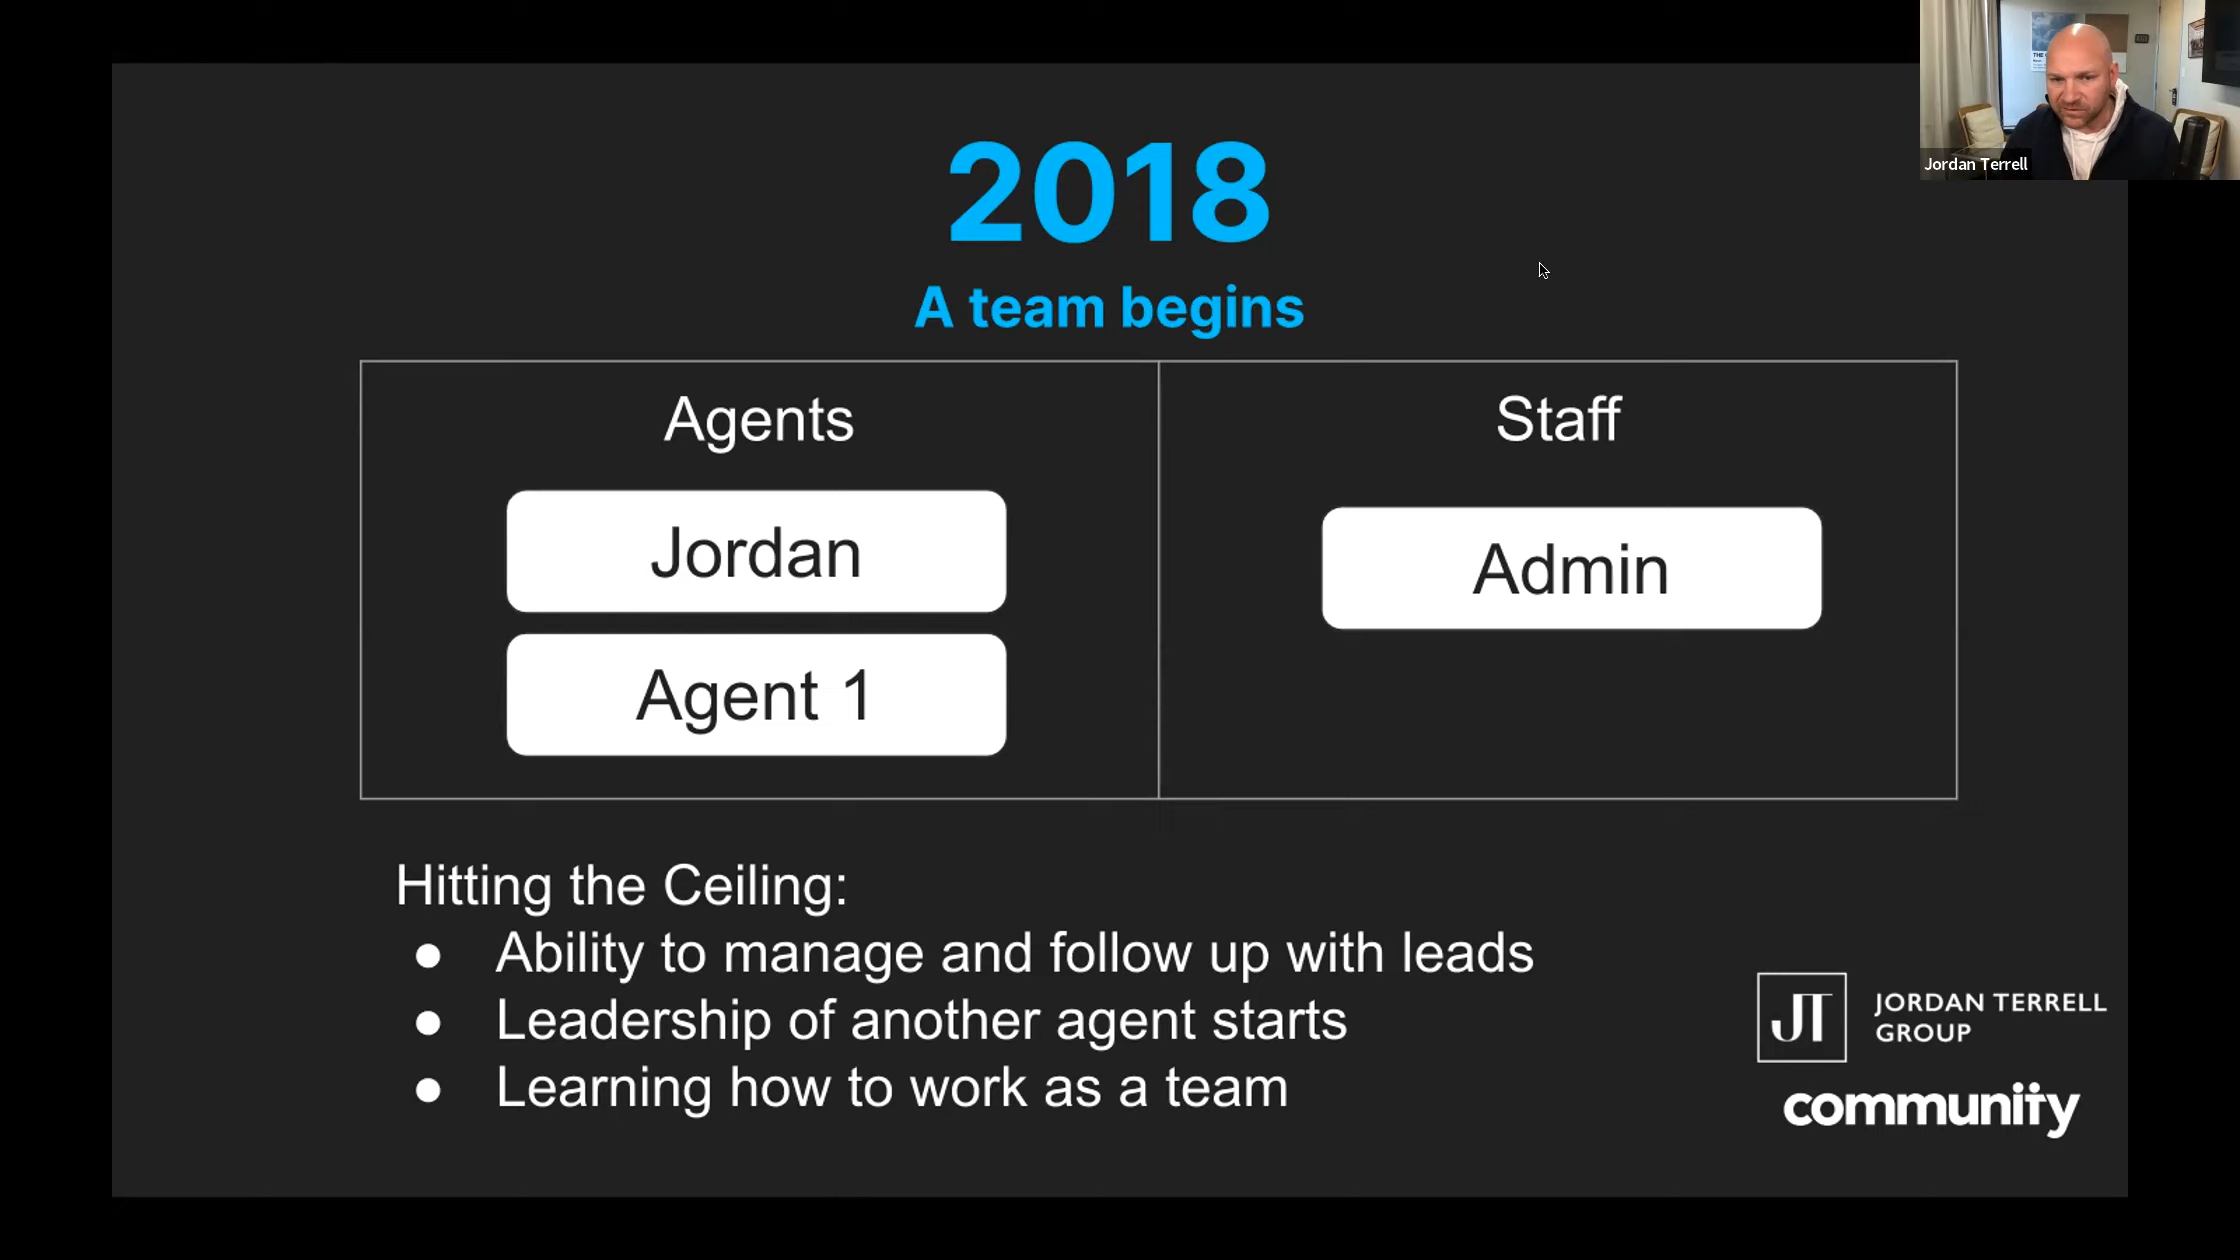 Jordan Terrell
2018
A team begins
Agents
Staff
Jordan
Admin
Agent 1
Hitting the Ceiling:
● Ability to manage and follow up with leads
● Leadership of another agent starts
● Learning how to work as a team
JT
JORDAN TERRELL
GROUP
community